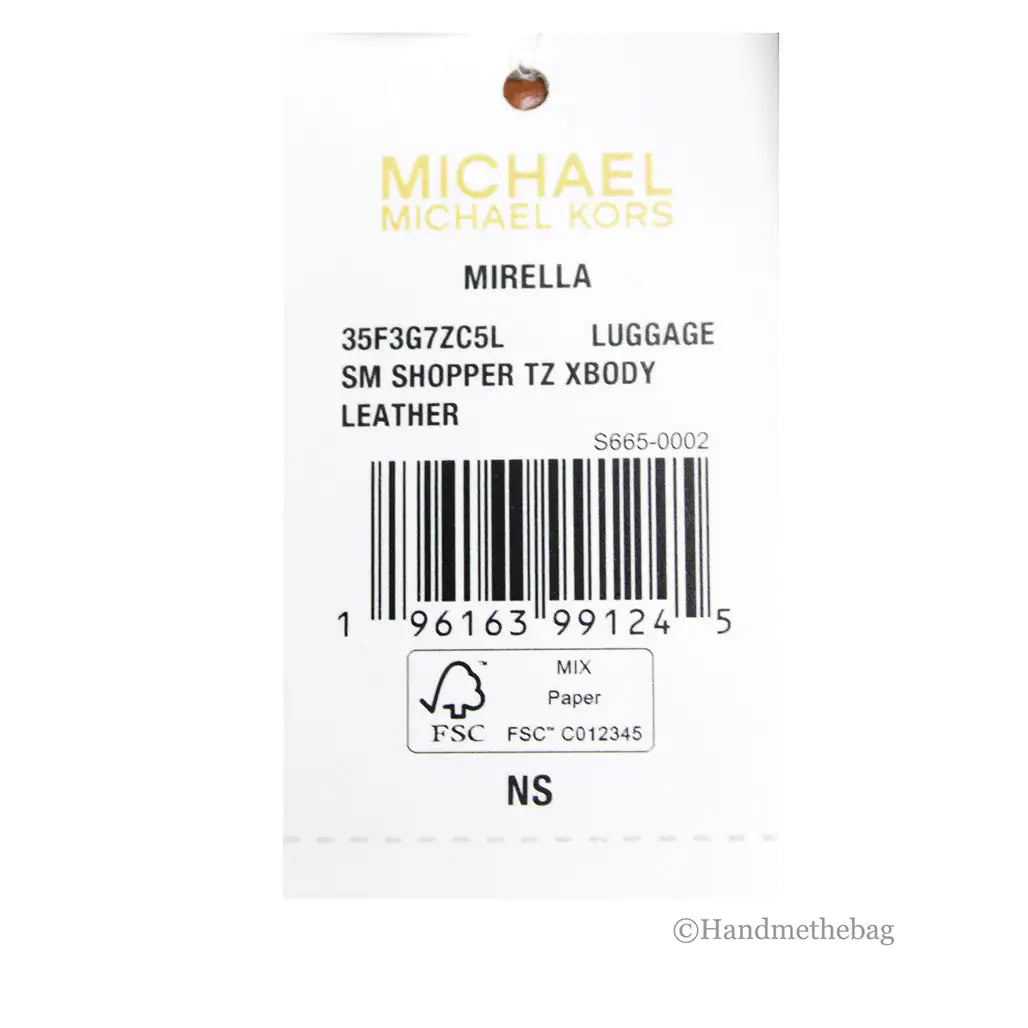 MICHAEL
MICHAEL KORS
MIRELLA
35F3G7ZC5L LUGGAGE
SM SHOPPER TZ XBODY
LEATHER
S665-0002
1 96163 99124 5
FSC
MIX
Paper
FSC™ C012345
NS
©Handmethebag